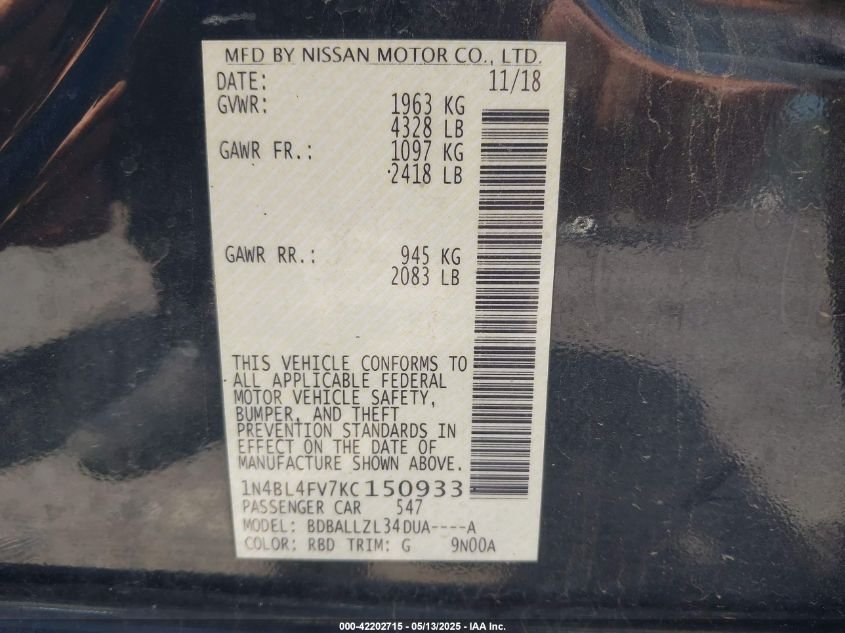 MFD BY NISSAN MOTOR CO., LTD.
DATE: 11/18
GVWR: 1963 KG
4328 LB
GAWR FR.: 1097 KG
2418 LB
GAWR RR.: 945 KG
2083 LB
THIS VEHICLE CONFORMS TO
ALL APPLICABLE FEDERAL
MOTOR VEHICLE SAFETY,
BUMPER, AND THEFT
PREVENTION STANDARDS IN
EFFECT ON THE DATE OF
MANUFACTURE SHOWN ABOVE.
1N4BL4FV7KC150933
PASSENGER CAR 547
MODEL: BDBALLZL34DUA----A
COLOR: RBD TRIM: G 9N00A
000-42202715 - 05/13/2025 - IAA Inc.